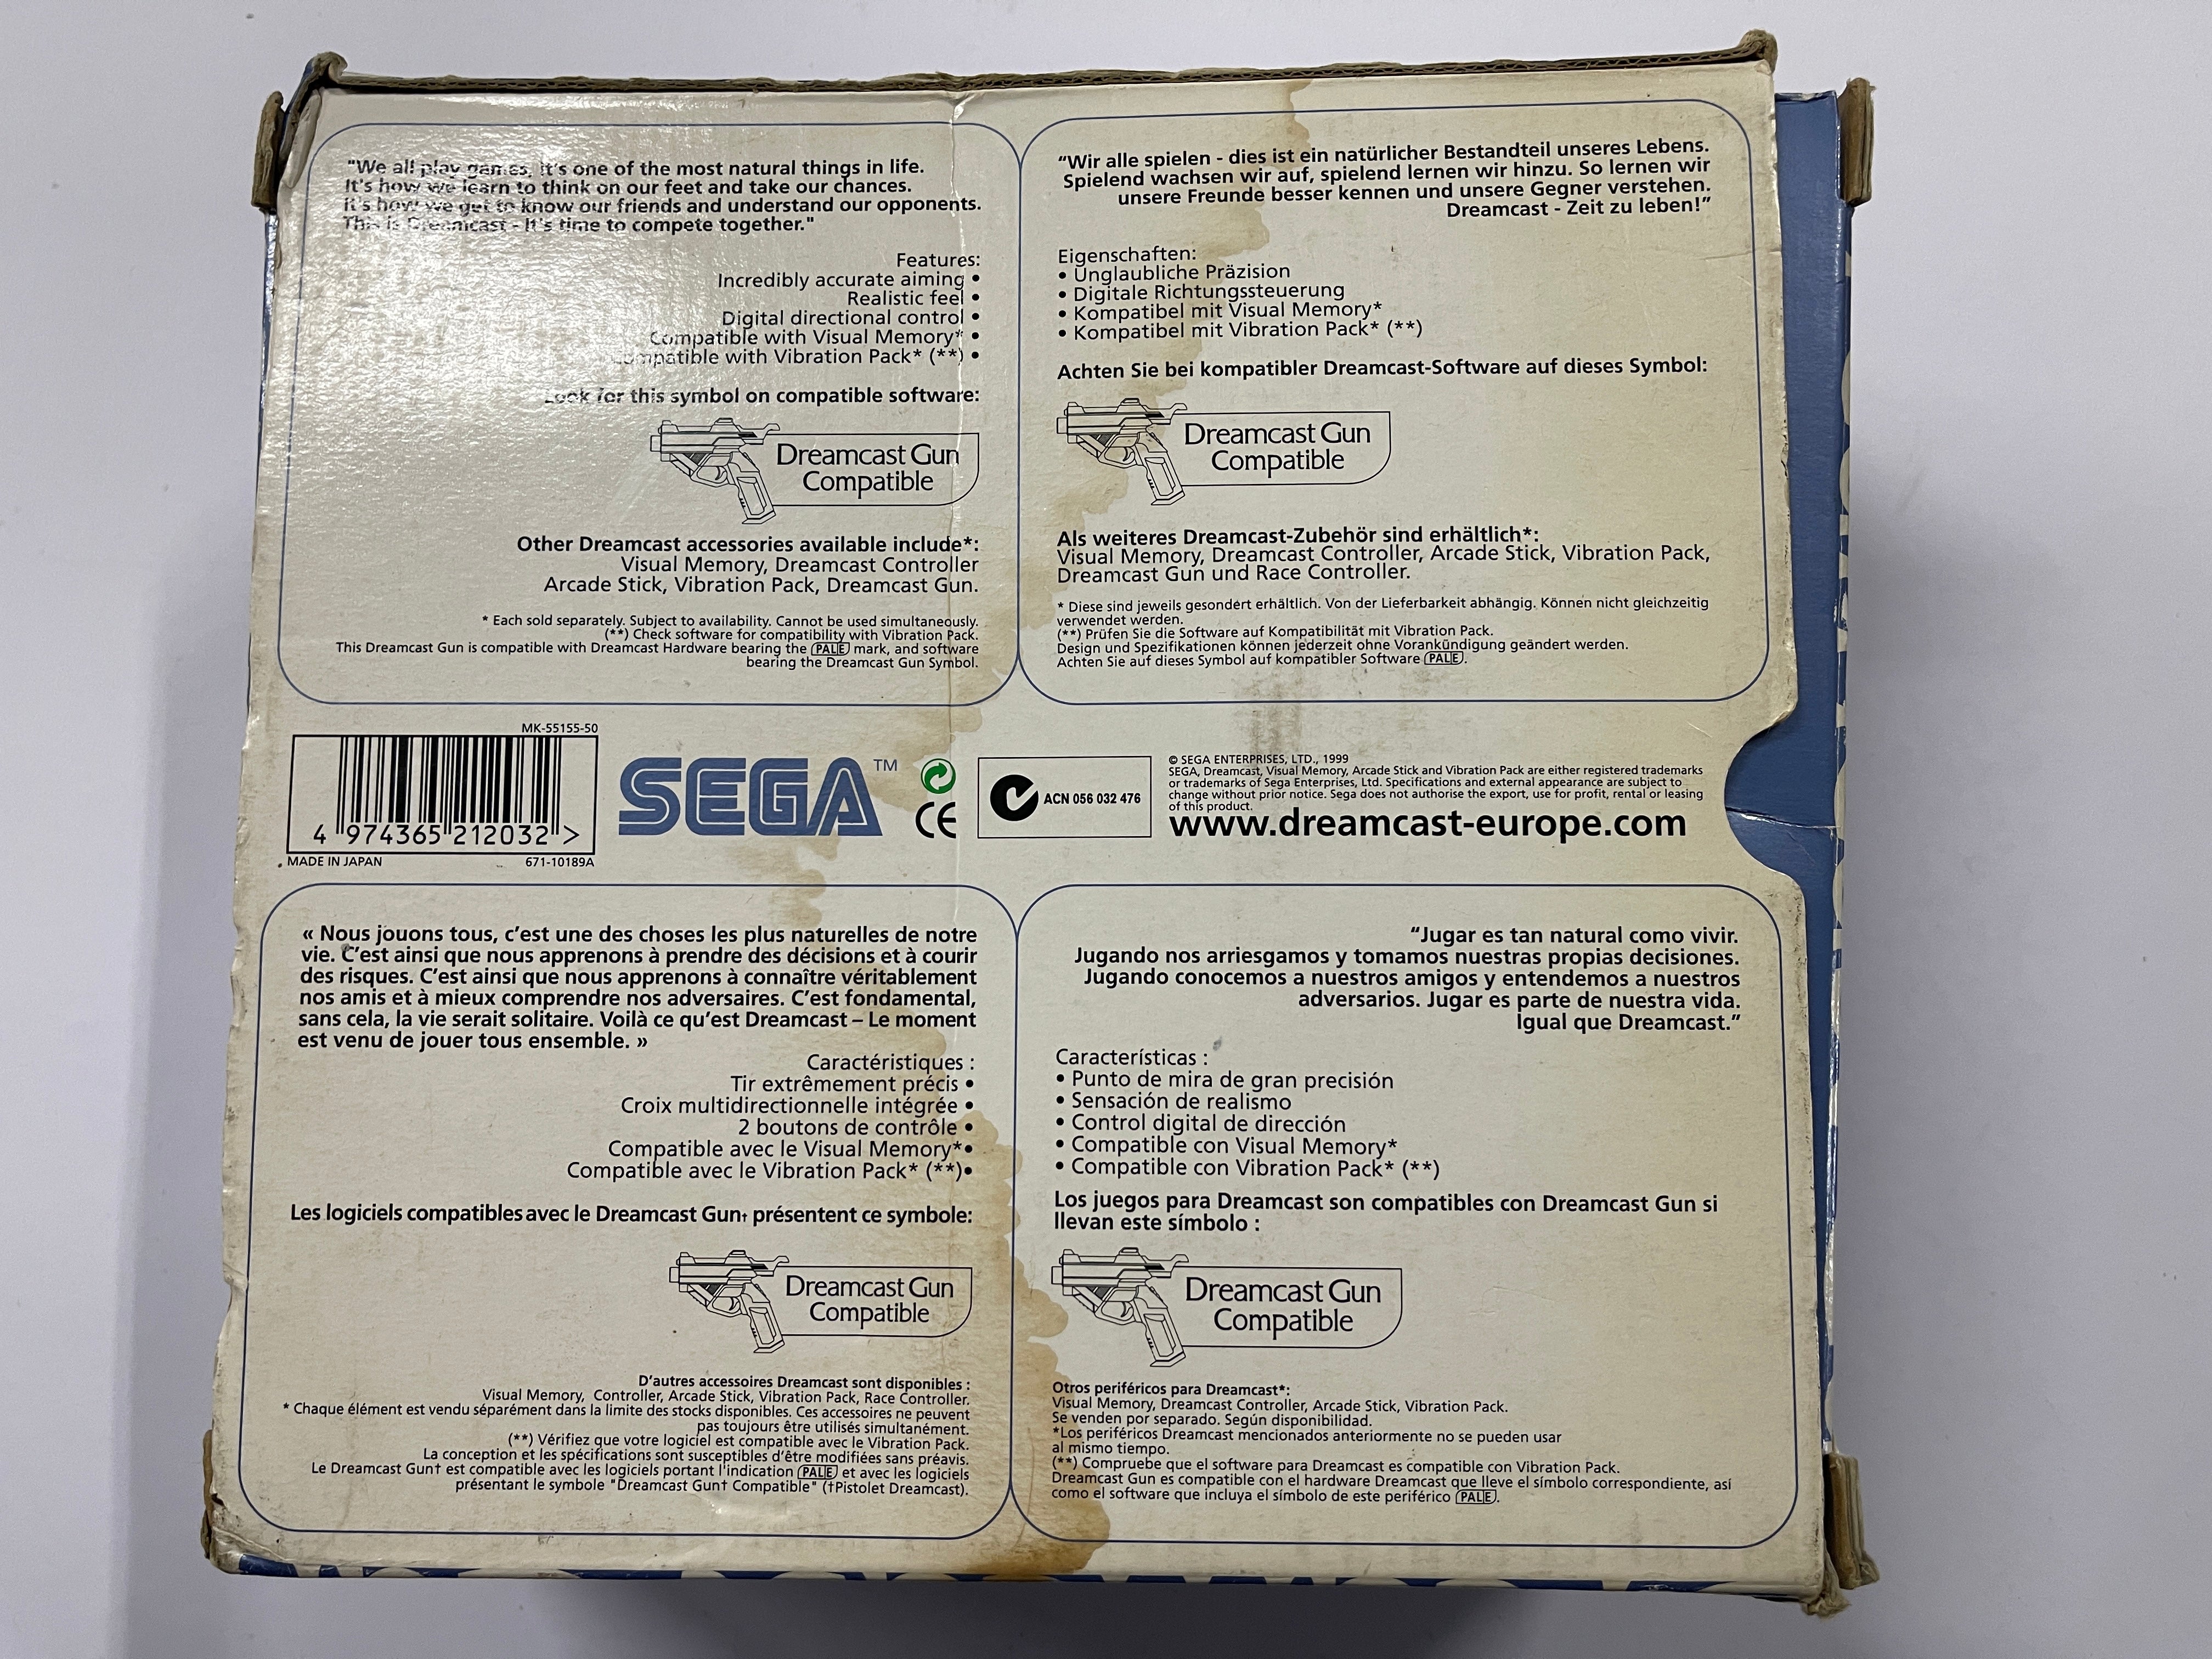 "We all play games, it's one of the most natural things in life.
It's how we learn to think on our feet and take our chances.
It's how we get to know our friends and understand our opponents.
This is Dreamcast - It's time to compete together."
Features:
Incredibly accurate aiming •
Realistic feel •
Digital directional control •
Compatible with Visual Memory* •
Compatible with Vibration Pack* (**) •
Look for this symbol on compatible software:
Dreamcast Gun
Compatible
Other Dreamcast accessories available include*:
Visual Memory, Dreamcast Controller
Arcade Stick, Vibration Pack, Dreamcast Gun.
* Each sold separately. Subject to availability. Cannot be used simultaneously.
(**) Check software for compatibility with Vibration Pack.
This Dreamcast Gun is compatible with Dreamcast Hardware bearing the PAL/E mark, and software
bearing the Dreamcast Gun Symbol.
“Wir alle spielen - dies ist ein natürlicher Bestandteil unseres Lebens.
Spielend wachsen wir auf, spielend lernen wir hinzu. So lernen wir
unsere Freunde besser kennen und unsere Gegner verstehen.
Dreamcast - Zeit zu leben!”
Eigenschaften:
• Unglaubliche Präzision
• Digitale Richtungssteuerung
• Kompatibel mit Visual Memory*
• Kompatibel mit Vibration Pack* (**)
Achten Sie bei kompatibler Dreamcast-Software auf dieses Symbol:
Dreamcast Gun
Compatible
Als weiteres Dreamcast-Zubehör sind erhältlich*:
Visual Memory, Dreamcast Controller, Arcade Stick, Vibration Pack,
Dreamcast Gun und Race Controller.
* Diese sind jeweils gesondert erhältlich. Von der Lieferbarkeit abhängig. Können nicht gleichzeitig
verwendet werden.
(**) Prüfen Sie die Software auf Kompatibilität mit Vibration Pack.
Design und Spezifikationen können jederzeit ohne Vorankündigung geändert werden.
Achten Sie auf dieses Symbol auf kompatibler Software PAL/E.
MK-55155-50
4 974365 212032 >
MADE IN JAPAN
671-10189A
SEGA™
CE
ACN 056 032 476
© SEGA ENTERPRISES, LTD., 1999
SEGA, Dreamcast, Visual Memory, Arcade Stick and Vibration Pack are either registered trademarks
or trademarks of Sega Enterprises, Ltd. Specifications and external appearance are subject to
change without prior notice. Sega does not authorise the export, use for profit, rental or leasing
of this product.
www.dreamcast-europe.com
« Nous jouons tous, c’est une des choses les plus naturelles de notre
vie. C’est ainsi que nous apprenons à prendre des décisions et à courir
des risques. C’est ainsi que nous apprenons à connaître véritablement
nos amis et à mieux comprendre nos adversaires. C’est fondamental,
sans cela, la vie serait solitaire. Voilà ce qu’est Dreamcast – Le moment
est venu de jouer tous ensemble. »
Caractéristiques :
Tir extrêmement précis •
Croix multidirectionnelle intégrée •
2 boutons de contrôle •
Compatible avec le Visual Memory*•
Compatible avec le Vibration Pack* (**)•
Les logiciels compatibles avec le Dreamcast Gun† présentent ce symbole:
Dreamcast Gun
Compatible
D’autres accessoires Dreamcast sont disponibles :
Visual Memory, Controller, Arcade Stick, Vibration Pack, Race Controller.
* Chaque élément est vendu séparément dans la limite des stocks disponibles. Ces accessoires ne peuvent
pas toujours être utilisés simultanément.
(**) Vérifiez que votre logiciel est compatible avec le Vibration Pack.
La conception et les spécifications sont susceptibles d’être modifiées sans préavis.
Le Dreamcast Gun† est compatible avec les logiciels portant l'indication PAL/E et avec les logiciels
présentant le symbole "Dreamcast Gun† Compatible" (†Pistolet Dreamcast).
“Jugar es tan natural como vivir.
Jugando nos arriesgamos y tomamos nuestras propias decisiones.
Jugando conocemos a nuestros amigos y entendemos a nuestros
adversarios. Jugar es parte de nuestra vida.
Igual que Dreamcast.”
Características :
• Punto de mira de gran precisión
• Sensación de realismo
• Control digital de dirección
• Compatible con Visual Memory*
• Compatible con Vibration Pack* (**)
Los juegos para Dreamcast son compatibles con Dreamcast Gun si
llevan este símbolo :
Dreamcast Gun
Compatible
Otros periféricos para Dreamcast*:
Visual Memory, Dreamcast Controller, Arcade Stick, Vibration Pack.
Se venden por separado. Según disponibilidad.
*Los periféricos Dreamcast mencionados anteriormente no se pueden usar
al mismo tiempo.
(**) Compruebe que el software para Dreamcast es compatible con Vibration Pack.
Dreamcast Gun es compatible con el hardware Dreamcast que lleve el símbolo correspondiente, así
como el software que incluya el símbolo de este periférico PAL/E.